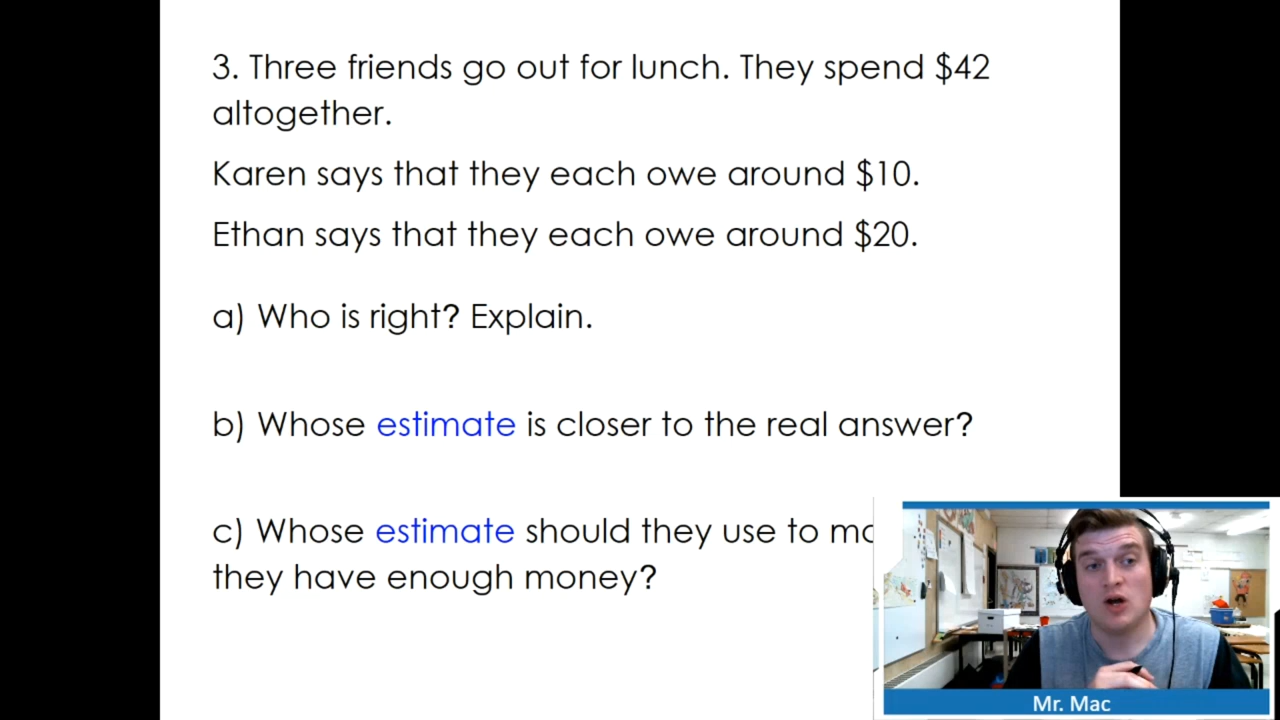 3. Three friends go out for lunch. They spend $42
altogether.
Karen says that they each owe around $10.
Ethan says that they each owe around $20.
a) Who is right? Explain.
b) Whose estimate is closer to the real answer?
c) Whose estimate should they use to
they have enough money?
Mr. Mac